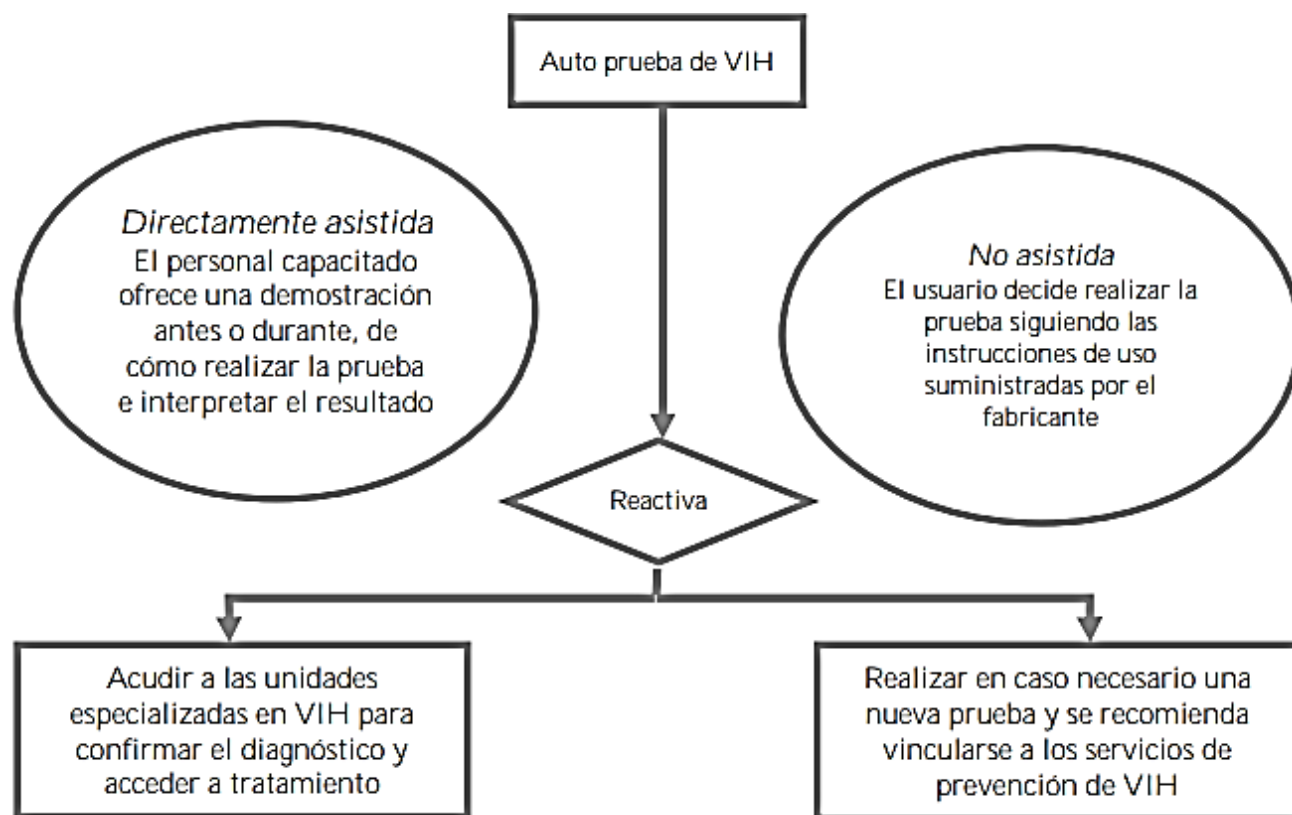 Auto prueba de VIH
Directamente asistida
El personal capacitado
ofrece una demostración
antes o durante, de
cómo realizar la prueba
e interpretar el resultado
No asistida
El usuario decide realizar la
prueba siguiendo las
instrucciones de uso
suministradas por el
fabricante
Reactiva
Acudir a las unidades
especializadas en VIH para
confirmar el diagnóstico y
acceder a tratamiento
Realizar en caso necesario una
nueva prueba y se recomienda
vincularse a los servicios de
prevención de VIH